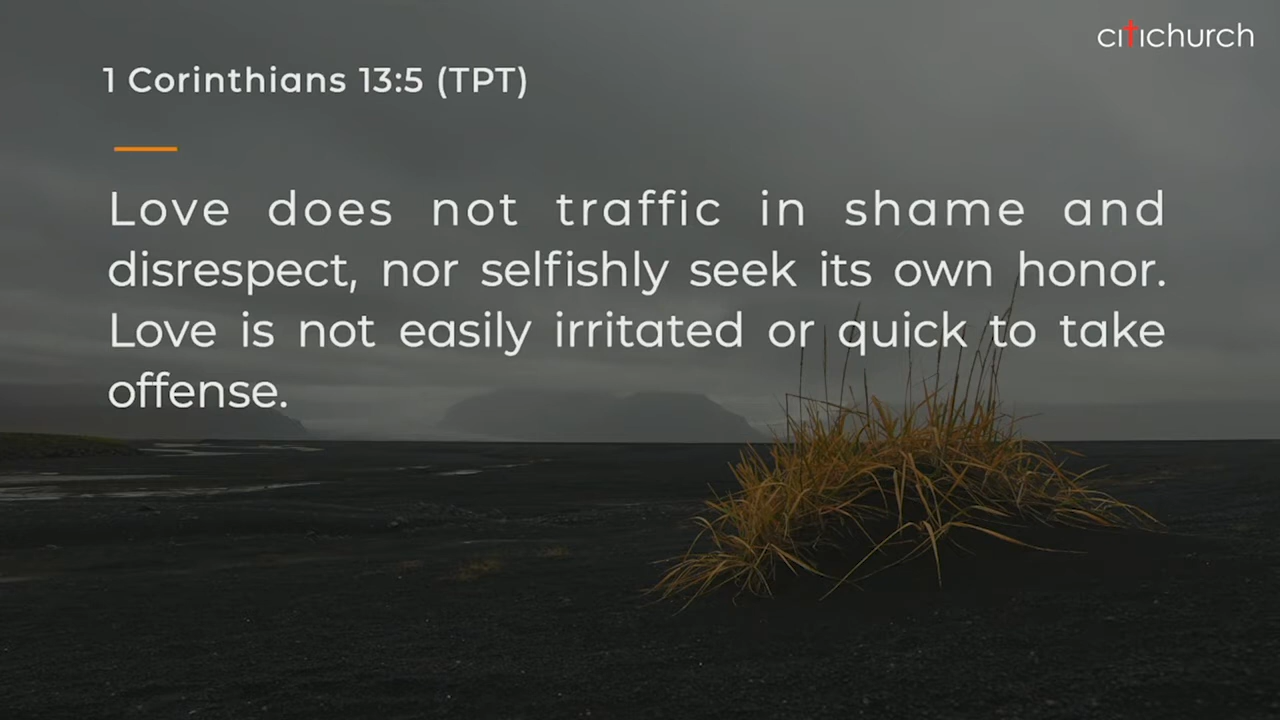 citichurch
1 Corinthians 13:5 (TPT)
Love does not traffic in shame and
disrespect, nor selfishly seek its own honor.
Love is not easily irritated or quick to take
offense.